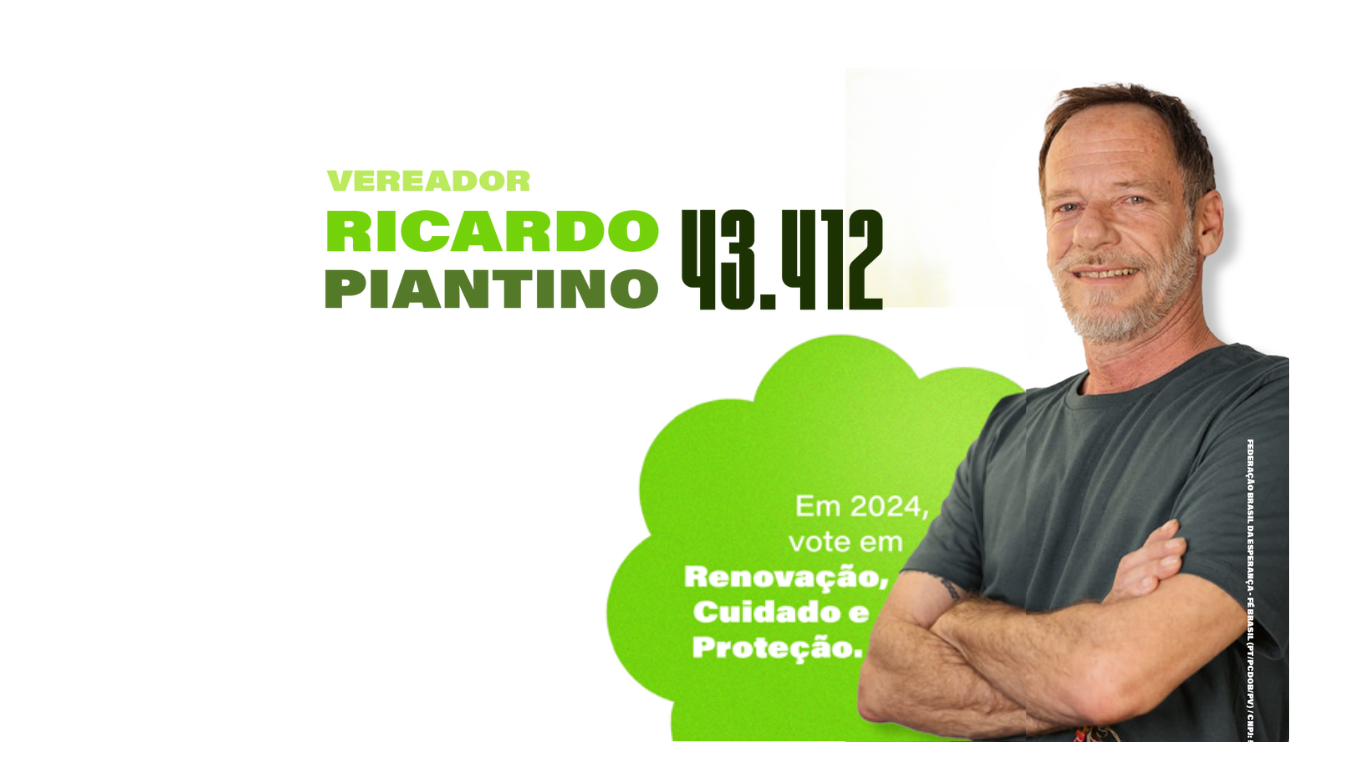 VEREADOR
RICARDO
PIANTINO
43.412
Em 2024,
vote em
Renovação,
Cuidado e
Proteção.
FEDERAÇÃO BRASIL DA ESPERANÇA - FÉ BRASIL (PT/PCDOB/PV) / CNPJ: